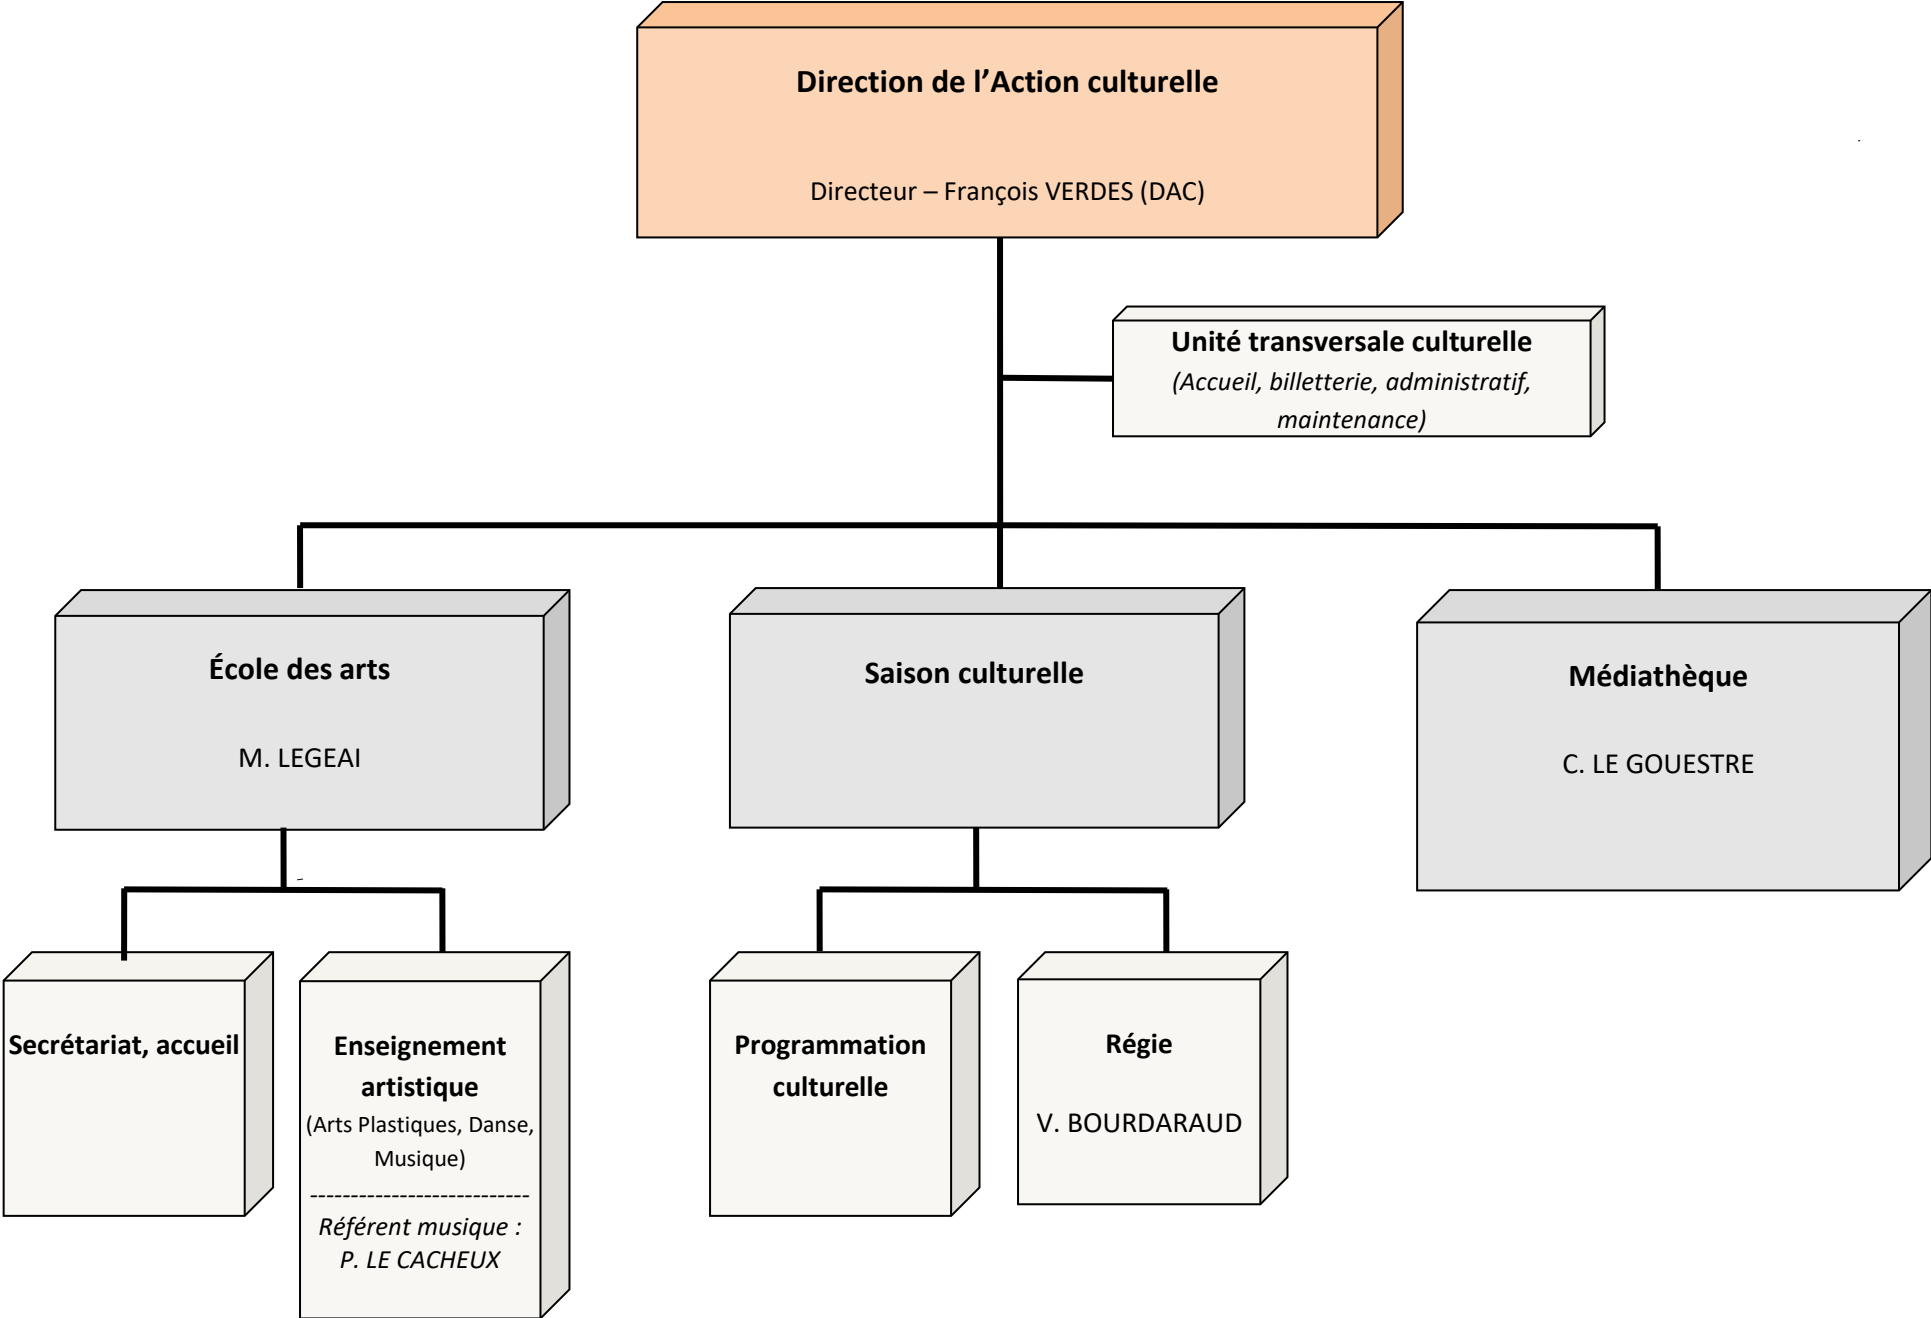 Direction de l’Action culturelle
Directeur – François VERDES (DAC)
Unité transversale culturelle
(Accueil, billetterie, administratif,
maintenance)
École des arts
M. LEGEAI
Saison culturelle
Médiathèque
C. LE GOUESTRE
Secrétariat, accueil
Enseignement
artistique
(Arts Plastiques, Danse,
Musique)
---------------------------
Référent musique :
P. LE CACHEUX
Programmation
culturelle
Régie
V. BOURDARAUD